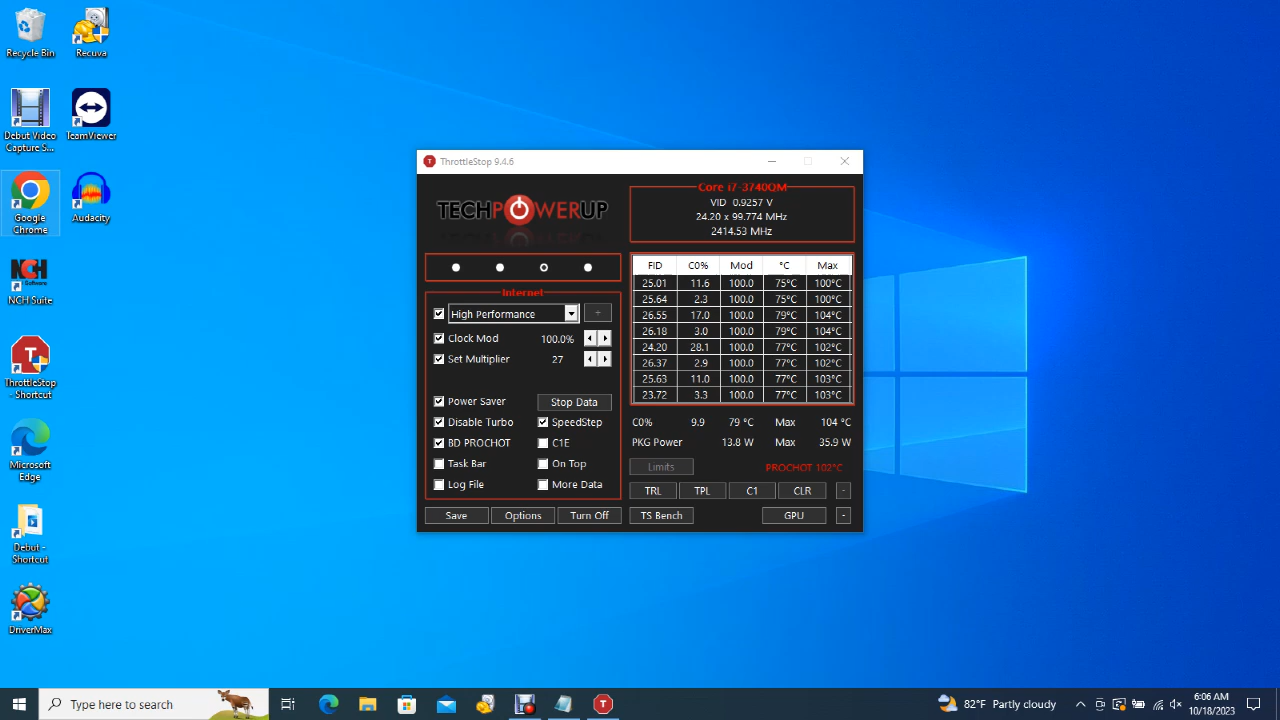 Recycle Bin
Recuva
Debut Video
Capture S...
TeamViewer
Google
Chrome
Audacity
NCH Software
NCH Suite
ThrottleStop
- Shortcut
Microsoft
Edge
Debut -
Shortcut
DriverMax
ThrottleStop 9.4.6
TECHPOWERUP
Core i7-3740QM
VID 0.9257 V
24.20 x 99.774 MHz
2414.53 MHz
Internet
High Performance
+
Clock Mod 100.0%
Set Multiplier 27
Power Saver Stop Data
Disable Turbo SpeedStep
BD PROCHOT C1E
Task Bar On Top
Log File More Data
Save Options Turn Off
FID C0% Mod °C Max
25.01 11.6 100.0 75°C 100°C
25.64 2.3 100.0 75°C 100°C
26.55 17.0 100.0 79°C 104°C
26.18 3.0 100.0 79°C 104°C
24.20 28.1 100.0 77°C 102°C
26.37 2.9 100.0 77°C 102°C
25.63 11.0 100.0 77°C 103°C
23.72 3.3 100.0 77°C 103°C
C0% 9.9 79 °C Max 104 °C
PKG Power 13.8 W Max 35.9 W
Limits PROCHOT 102°C
TRL TPL C1 CLR -
TS Bench GPU -
Type here to search
82°F Partly cloudy
6:06 AM
10/18/2023